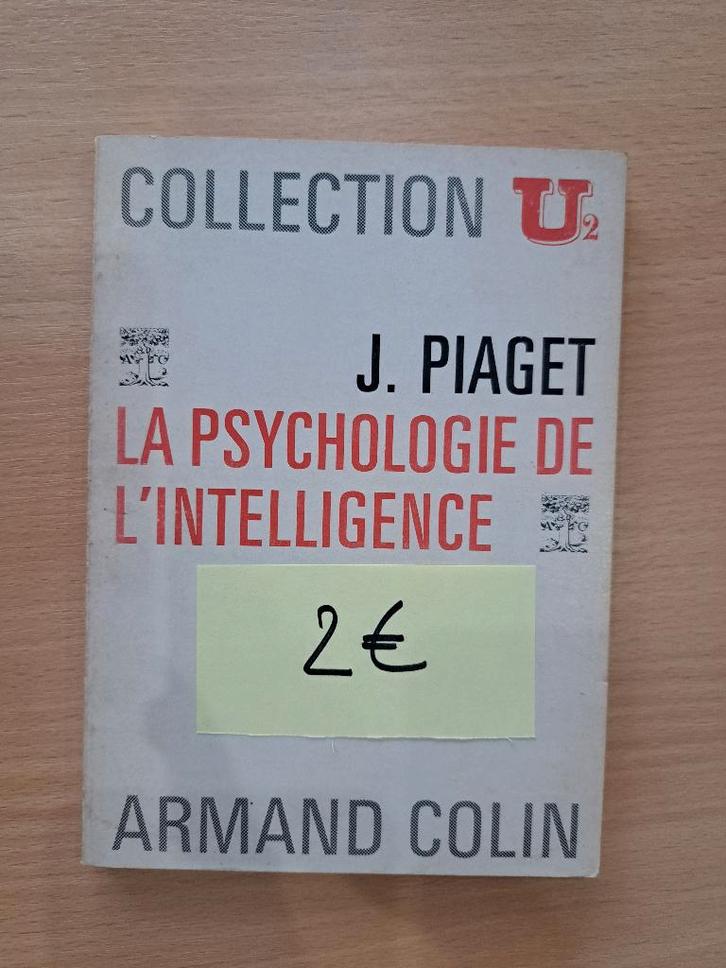 COLLECTION U2
J. PIAGET
LA PSYCHOLOGIE DE
L'INTELLIGENCE
2€
ARMAND COLIN